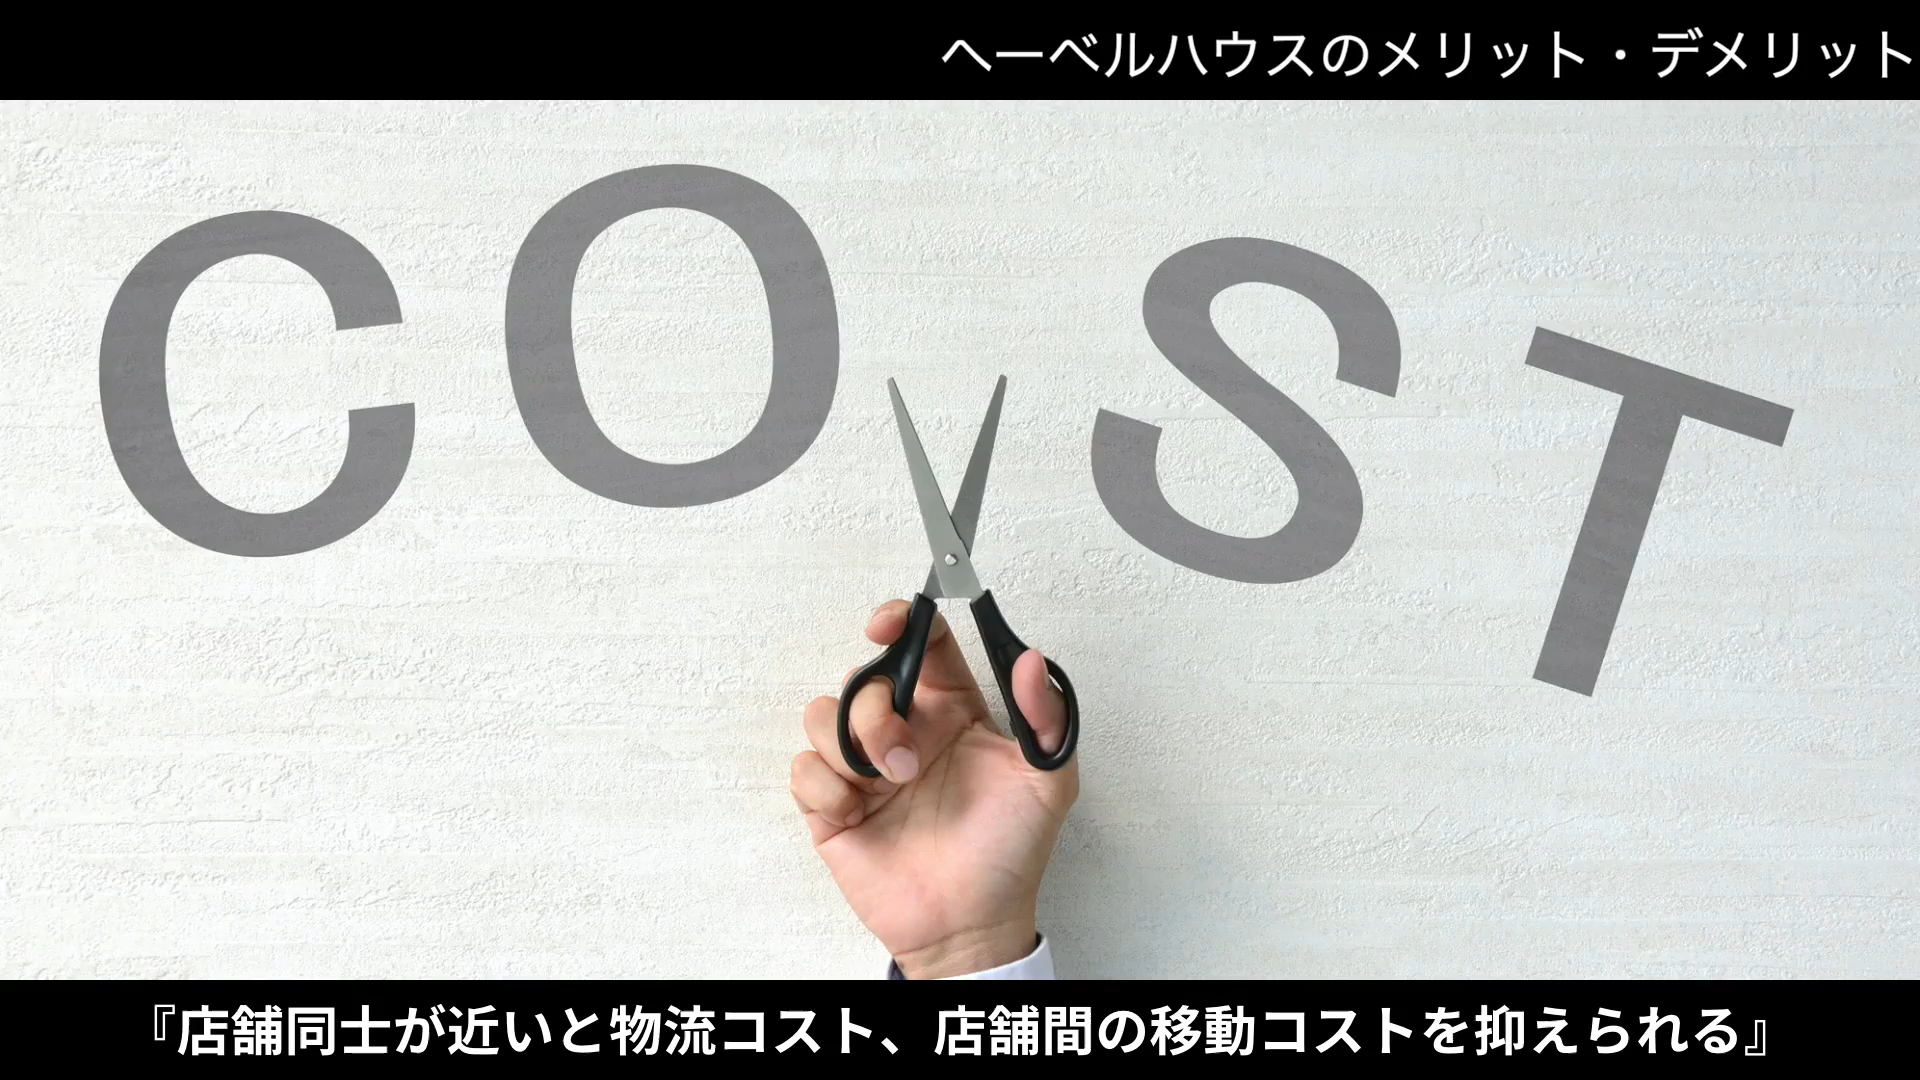 ヘーベルハウスのメリット・デメリット
COST
『店舗同士が近いと物流コスト、店舗間の移動コストを抑えられる』